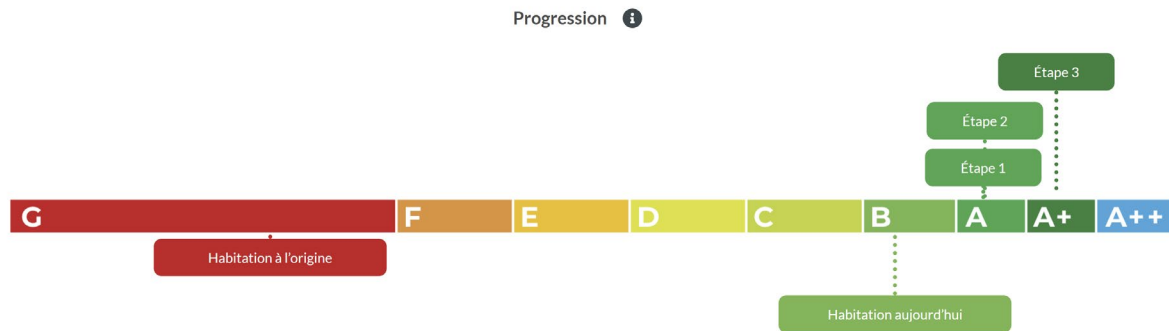 Progression
Étape 3
Étape 2
Étape 1
G F E D C B A A+ A++
Habitation à l'origine
Habitation aujourd'hui